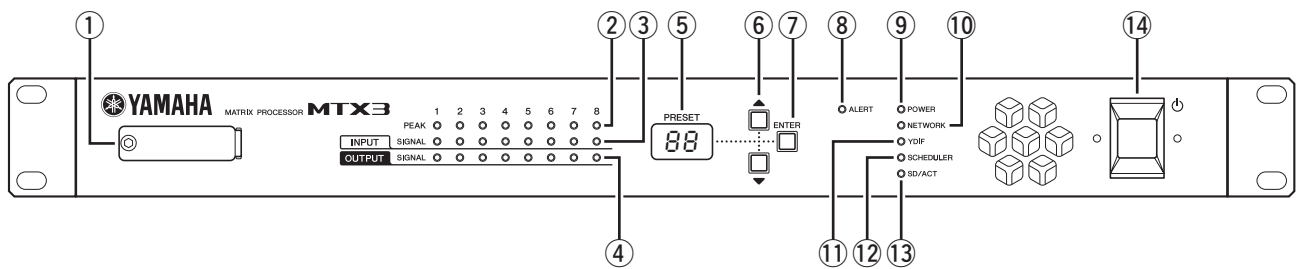 ① ② ③ ⑤ ⑥ ⑦ ⑧ ⑨ ⑩ ⑭
YAMAHA MATRIX PROCESSOR MTX3
1 2 3 4 5 6 7 8
PEAK
INPUT SIGNAL
OUTPUT SIGNAL
PRESET
88
ENTER
ALERT
POWER
NETWORK
YDIF
SCHEDULER
SD/ACT
④ ⑪ ⑫ ⑬